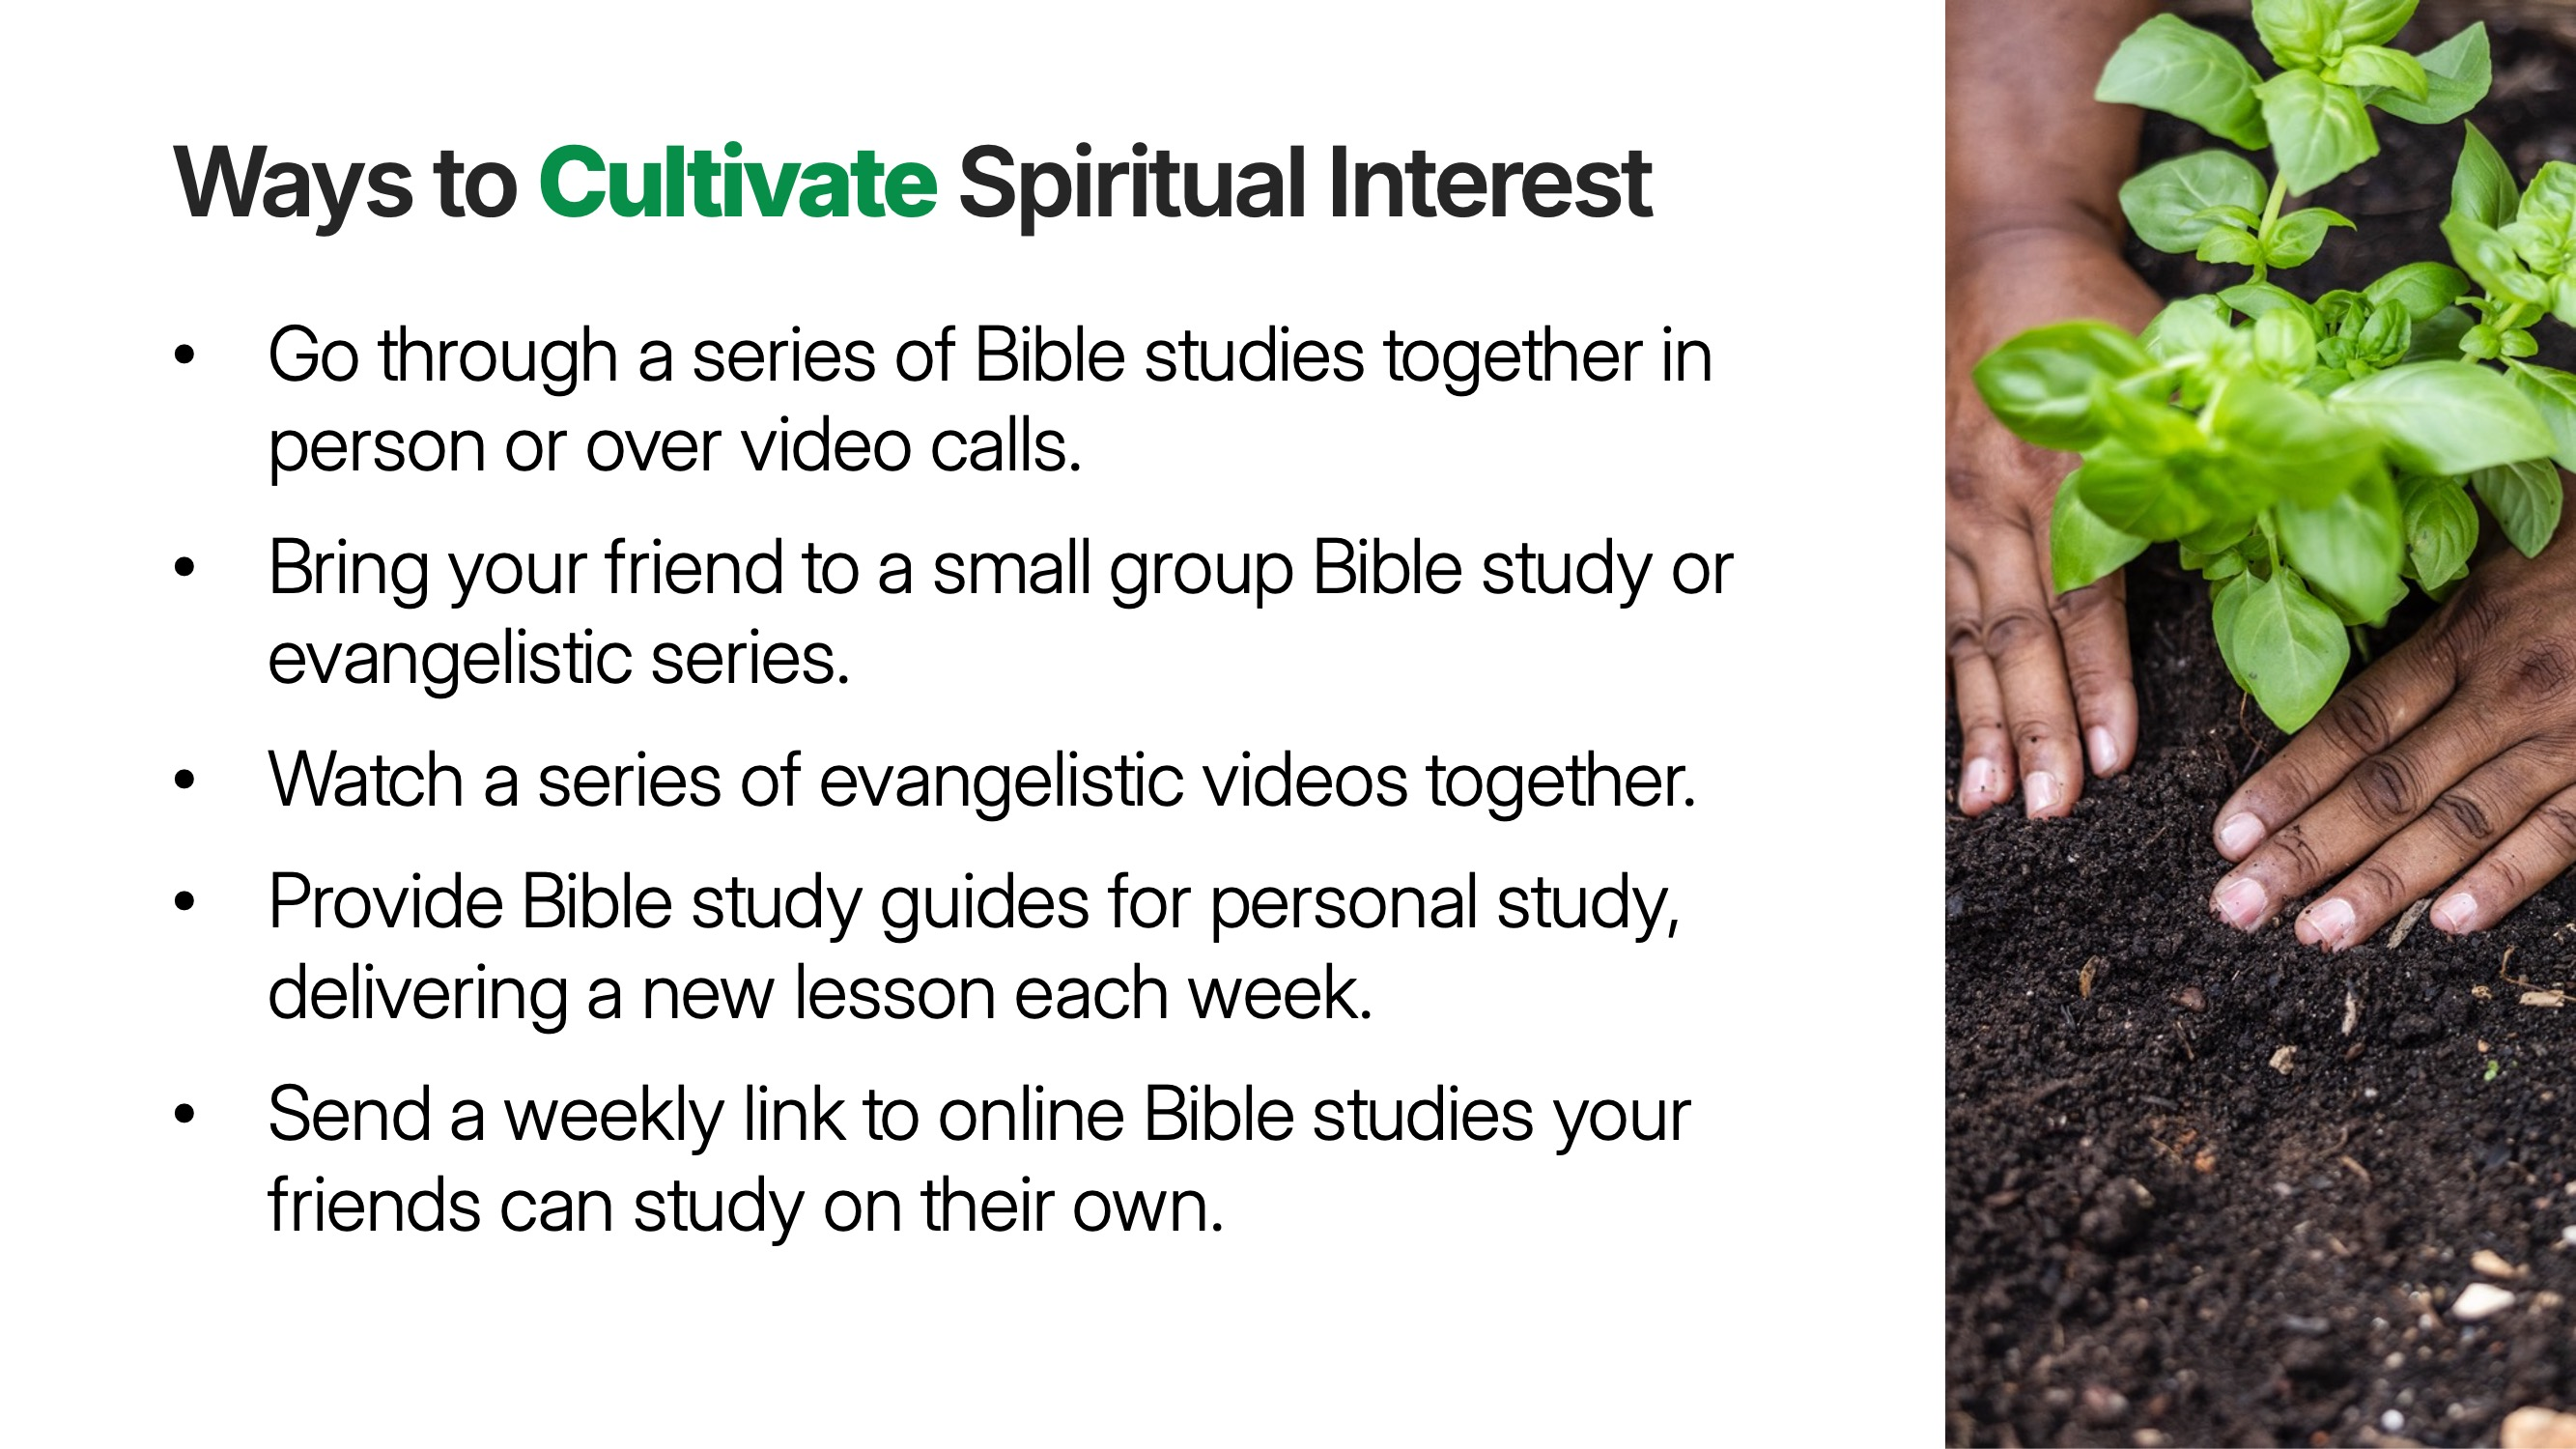 Ways to Cultivate Spiritual Interest
• Go through a series of Bible studies together in
person or over video calls.
• Bring your friend to a small group Bible study or
evangelistic series.
• Watch a series of evangelistic videos together.
• Provide Bible study guides for personal study,
delivering a new lesson each week.
• Send a weekly link to online Bible studies your
friends can study on their own.